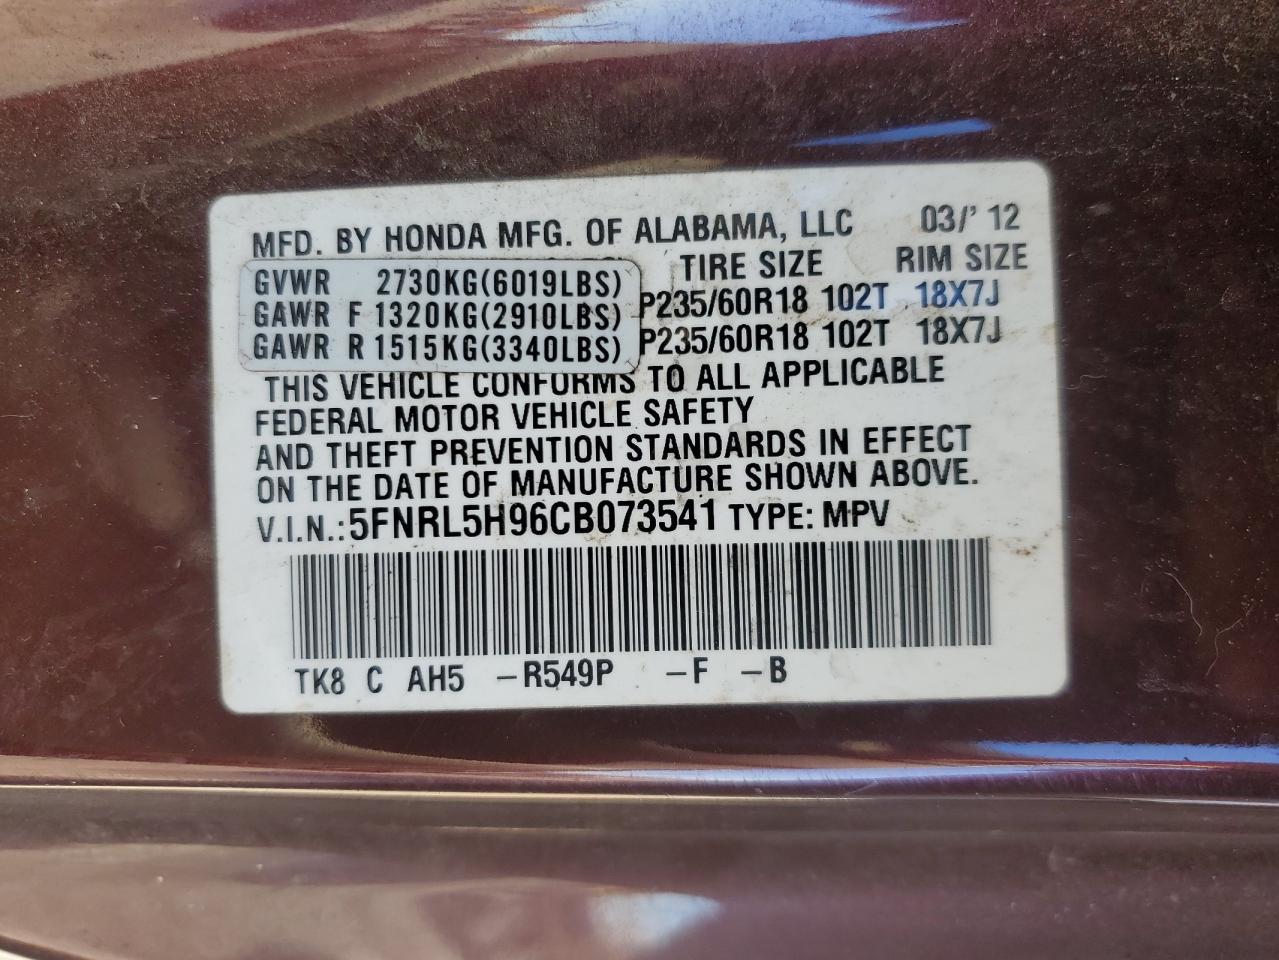 MFD. BY HONDA MFG. OF ALABAMA, LLC 03/' 12
TIRE SIZE RIM SIZE
GVWR 2730KG(6019LBS)
GAWR F 1320KG(2910LBS) P235/60R18 102T 18X7J
GAWR R 1515KG(3340LBS) P235/60R18 102T 18X7J
THIS VEHICLE CONFORMS TO ALL APPLICABLE
FEDERAL MOTOR VEHICLE SAFETY
AND THEFT PREVENTION STANDARDS IN EFFECT
ON THE DATE OF MANUFACTURE SHOWN ABOVE.
V.I.N.: 5FNRL5H96CB073541 TYPE: MPV
TK8 C AH5 -R549P -F -B